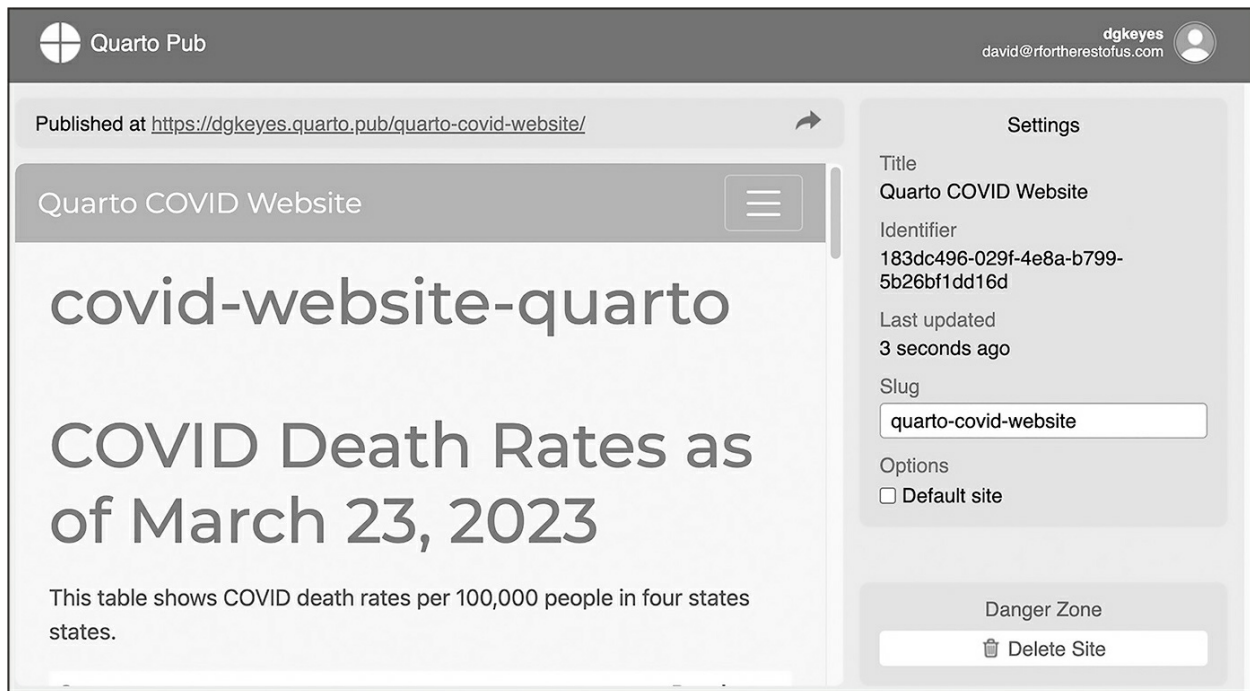 Quarto Pub
dgkeyes
david@rfortherestofus.com
Published at https://dgkeyes.quarto.pub/quarto-covid-website/
Quarto COVID Website
covid-website-quarto
COVID Death Rates as
of March 23, 2023
This table shows COVID death rates per 100,000 people in four states
states.
Settings
Title
Quarto COVID Website
Identifier
183dc496-029f-4e8a-b799-
5b26bf1dd16d
Last updated
3 seconds ago
Slug
quarto-covid-website
Options
Default site
Danger Zone
Delete Site